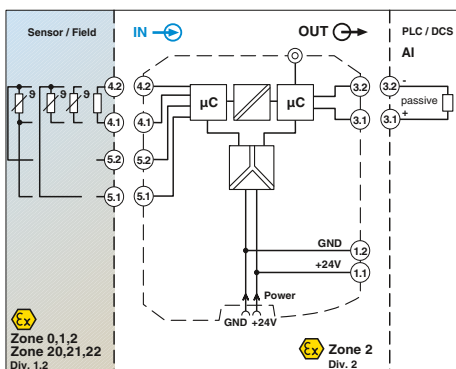 Sensor / Field
IN
OUT
PLC / DCS
AI
4.2
4.2
µC
µC
3.2
3.2
-
ϑ
ϑ
ϑ
passive
4.1
4.1
3.1
3.1
+
5.2
5.2
5.1
5.1
GND
1.2
+24V
1.1
Power
GND +24V
Ex
Zone 0,1,2
Zone 20,21,22
Div. 1,2
Ex
Zone 2
Div. 2